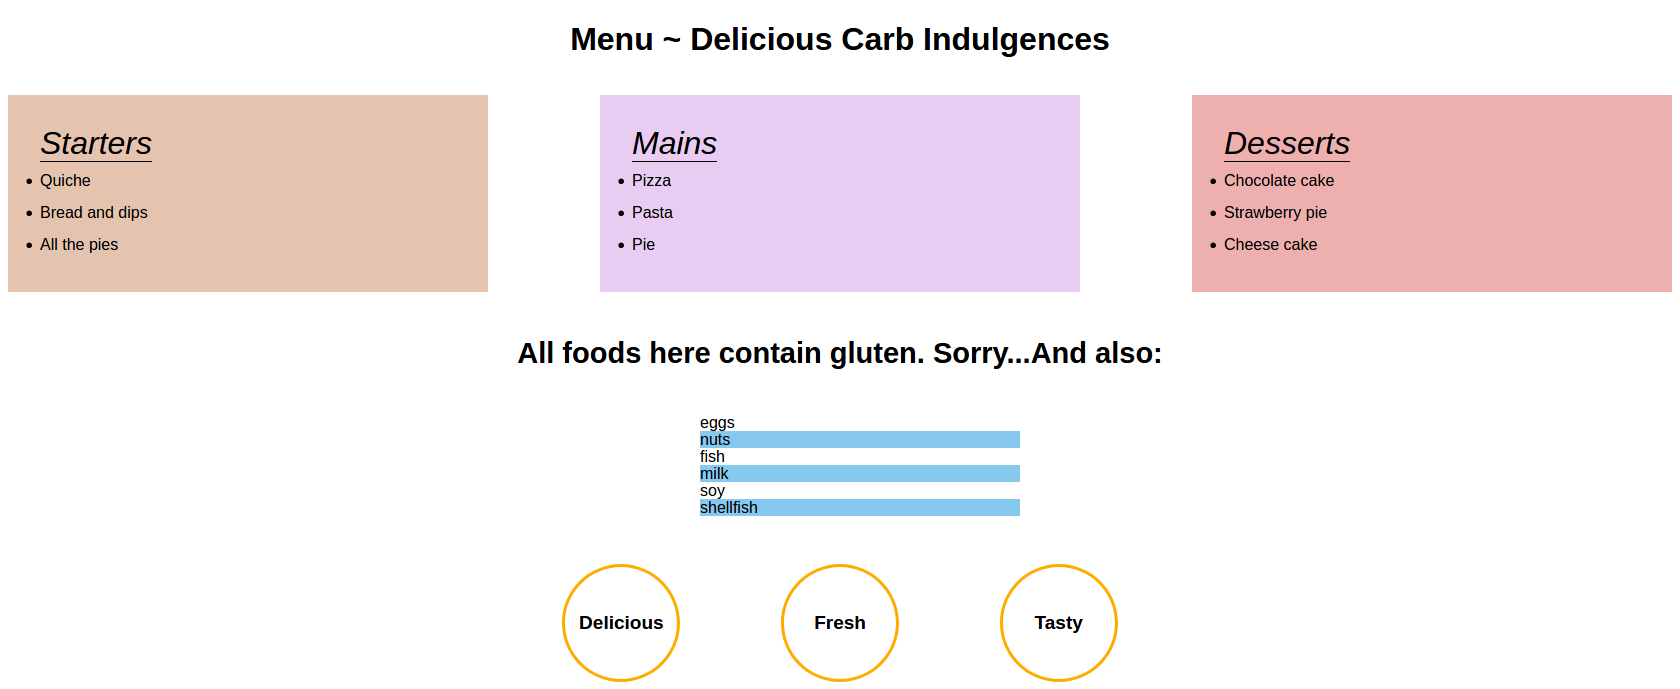 Menu ~ Delicious Carb Indulgences
Starters
Quiche
Bread and dips
All the pies
Mains
Pizza
Pasta
Pie
Desserts
Chocolate cake
Strawberry pie
Cheese cake
All foods here contain gluten. Sorry...And also:
eggs
nuts
fish
milk
soy
shellfish
Delicious
Fresh
Tasty